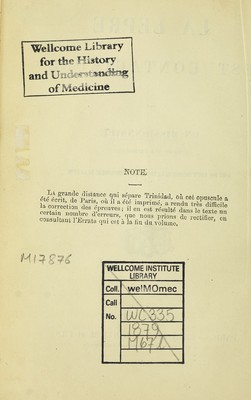 Wellcome Library
for the History
and Understanding
of Medicine
NOTE.
La grande distance qui sépare Trinidad, où cet opuscule a
été écrit, de Paris, où il a été imprimé, a rendu très difficile
la correction des épreuves; il en est résulté dans le texte un
certain nombre d'erreurs, que nous prions de rectifier, en
consultant l'Errata qui est à la fin du volume.
M17876
WELLCOME INSTITUTE
LIBRARY
Coll. welMOmec
Call
No. WC335
1879
M67L